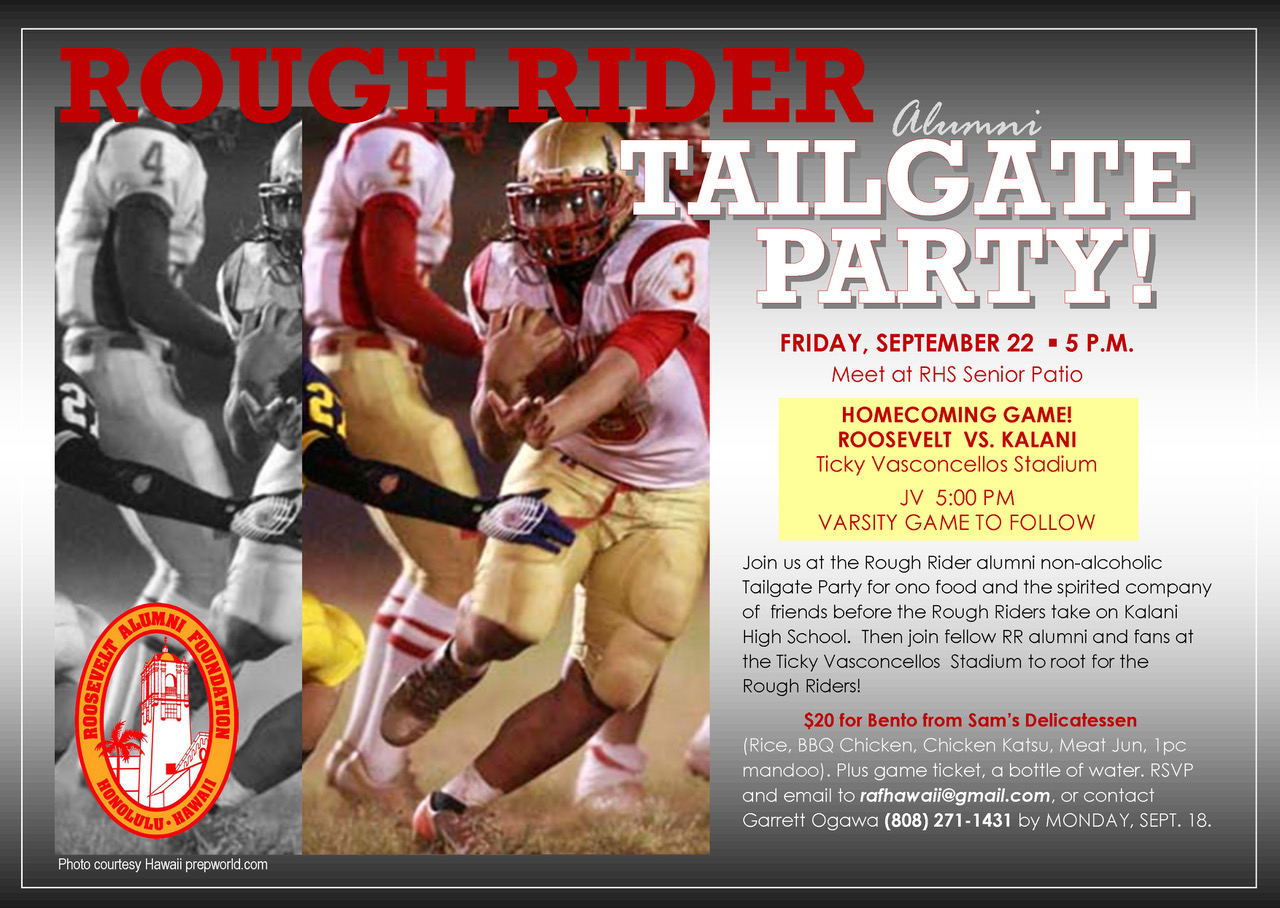 ROUGH RIDER
Alumni
TAILGATE
PARTY!
4
4
3
21
21
FRIDAY, SEPTEMBER 22 ▪ 5 P.M.
Meet at RHS Senior Patio
HOMECOMING GAME!
ROOSEVELT VS. KALANI
Ticky Vasconcellos Stadium
JV 5:00 PM
VARSITY GAME TO FOLLOW
Join us at the Rough Rider alumni non-alcoholic
Tailgate Party for ono food and the spirited company
of friends before the Rough Riders take on Kalani
High School. Then join fellow RR alumni and fans at
the Ticky Vasconcellos Stadium to root for the
Rough Riders!
$20 for Bento from Sam's Delicatessen
(Rice, BBQ Chicken, Chicken Katsu, Meat Jun, 1pc
mandoo). Plus game ticket, a bottle of water. RSVP
and email to rafhawaii@gmail.com, or contact
Garrett Ogawa (808) 271-1431 by MONDAY, SEPT. 18.
ROOSEVELT ALUMNI FOUNDATION
HONOLULU · HAWAII
Photo courtesy Hawaii prepworld.com